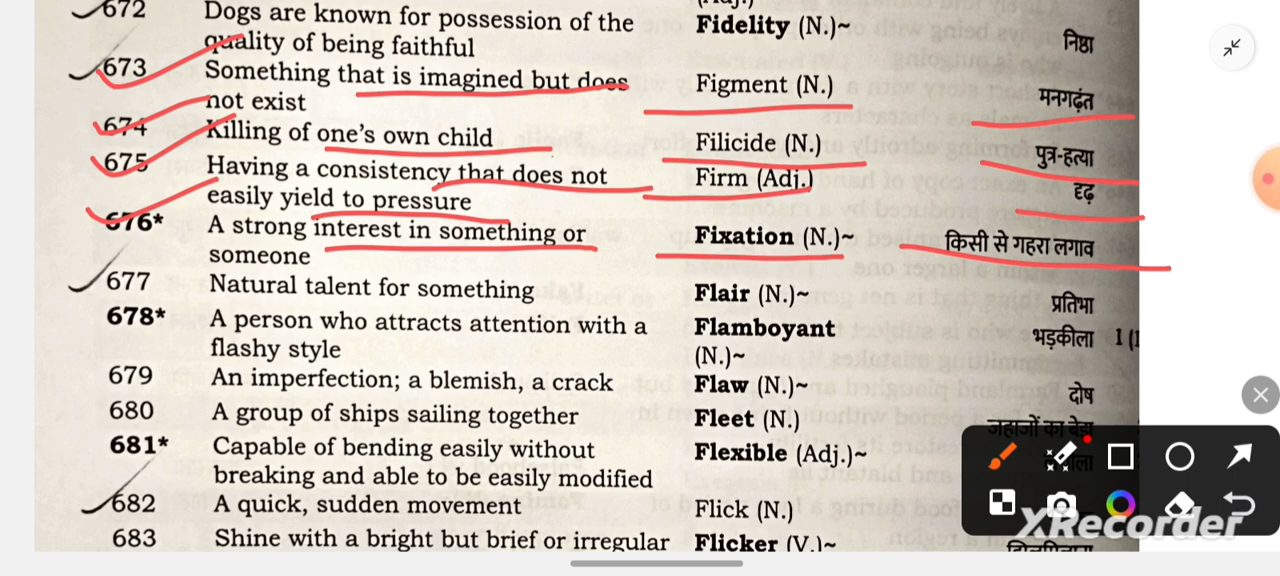 672 Dogs are known for possession of the Fidelity (N.)~ निष्ठा
quality of being faithful
673 Something that is imagined but does Figment (N.) मनगढ़ंत
not exist
674 Killing of one's own child Filicide (N.) पुत्र-हत्या
675 Having a consistency that does not Firm (Adj.) दृढ़
easily yield to pressure
676* A strong interest in something or Fixation (N.)~ किसी से गहरा लगाव
someone
677 Natural talent for something Flair (N.)~ प्रतिभा
678* A person who attracts attention with a Flamboyant भड़कीला 1 (1
flashy style (N.)~
679 An imperfection; a blemish, a crack Flaw (N.)~ दोष
680 A group of ships sailing together Fleet (N.) जहाजों का बेड़ा
681* Capable of bending easily without Flexible (Adj.)~
breaking and able to be easily modified
682 A quick, sudden movement Flick (N.)
683 Shine with a bright but brief or irregular Flicker (V.)~
XRecorder